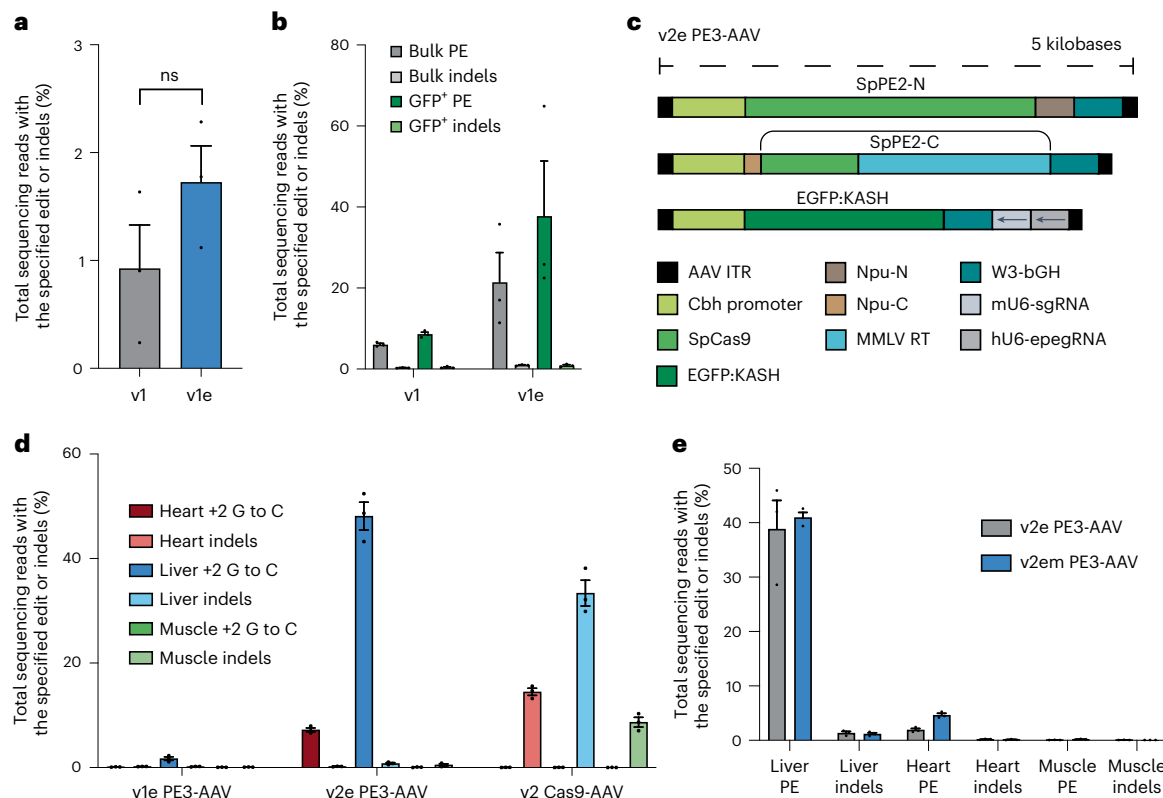 a
Total sequencing reads with
the specified edit or indels (%)
3
2
1
0
ns
v1
v1e
b
Total sequencing reads with
the specified edit or indels (%)
80
60
40
20
0
Bulk PE
Bulk indels
GFP+ PE
GFP+ indels
v1
v1e
c
v2e PE3-AAV
5 kilobases
SpPE2-N
SpPE2-C
EGFP:KASH
AAV ITR
Npu-N
W3-bGH
Cbh promoter
Npu-C
mU6-sgRNA
SpCas9
MMLV RT
hU6-epegRNA
EGFP:KASH
d
Total sequencing reads with
the specified edit or indels (%)
60
40
20
0
Heart +2 G to C
Heart indels
Liver +2 G to C
Liver indels
Muscle +2 G to C
Muscle indels
v1e PE3-AAV
v2e PE3-AAV
v2 Cas9-AAV
e
Total sequencing reads with
the specified edit or indels (%)
50
40
30
20
10
0
v2e PE3-AAV
v2em PE3-AAV
Liver
PE
Liver
indels
Heart
PE
Heart
indels
Muscle
PE
Muscle
indels